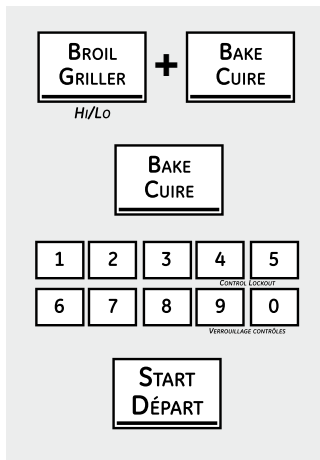 BROIL + BAKE
GRILLER CUIRE
HI/LO
BAKE
CUIRE
1 2 3 4 5
CONTROL LOCKOUT
6 7 8 9 0
VERROUILLAGE CONTRÔLES
START
DÉPART